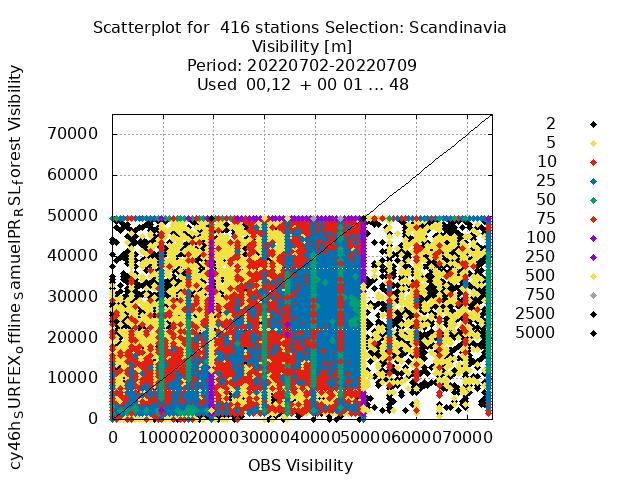 Scatterplot for 416 stations Selection: Scandinavia
Visibility [m]
Period: 20220702-20220709
Used 00,12 + 00 01 ... 48
cy46h_SURFEX_offline_samuelPR_RSL_forest Visibility
70000
60000
50000
40000
30000
20000
10000
0
0 10000 20000 30000 40000 50000 60000 70000
OBS Visibility
2
5
10
25
50
75
100
250
500
750
2500
5000